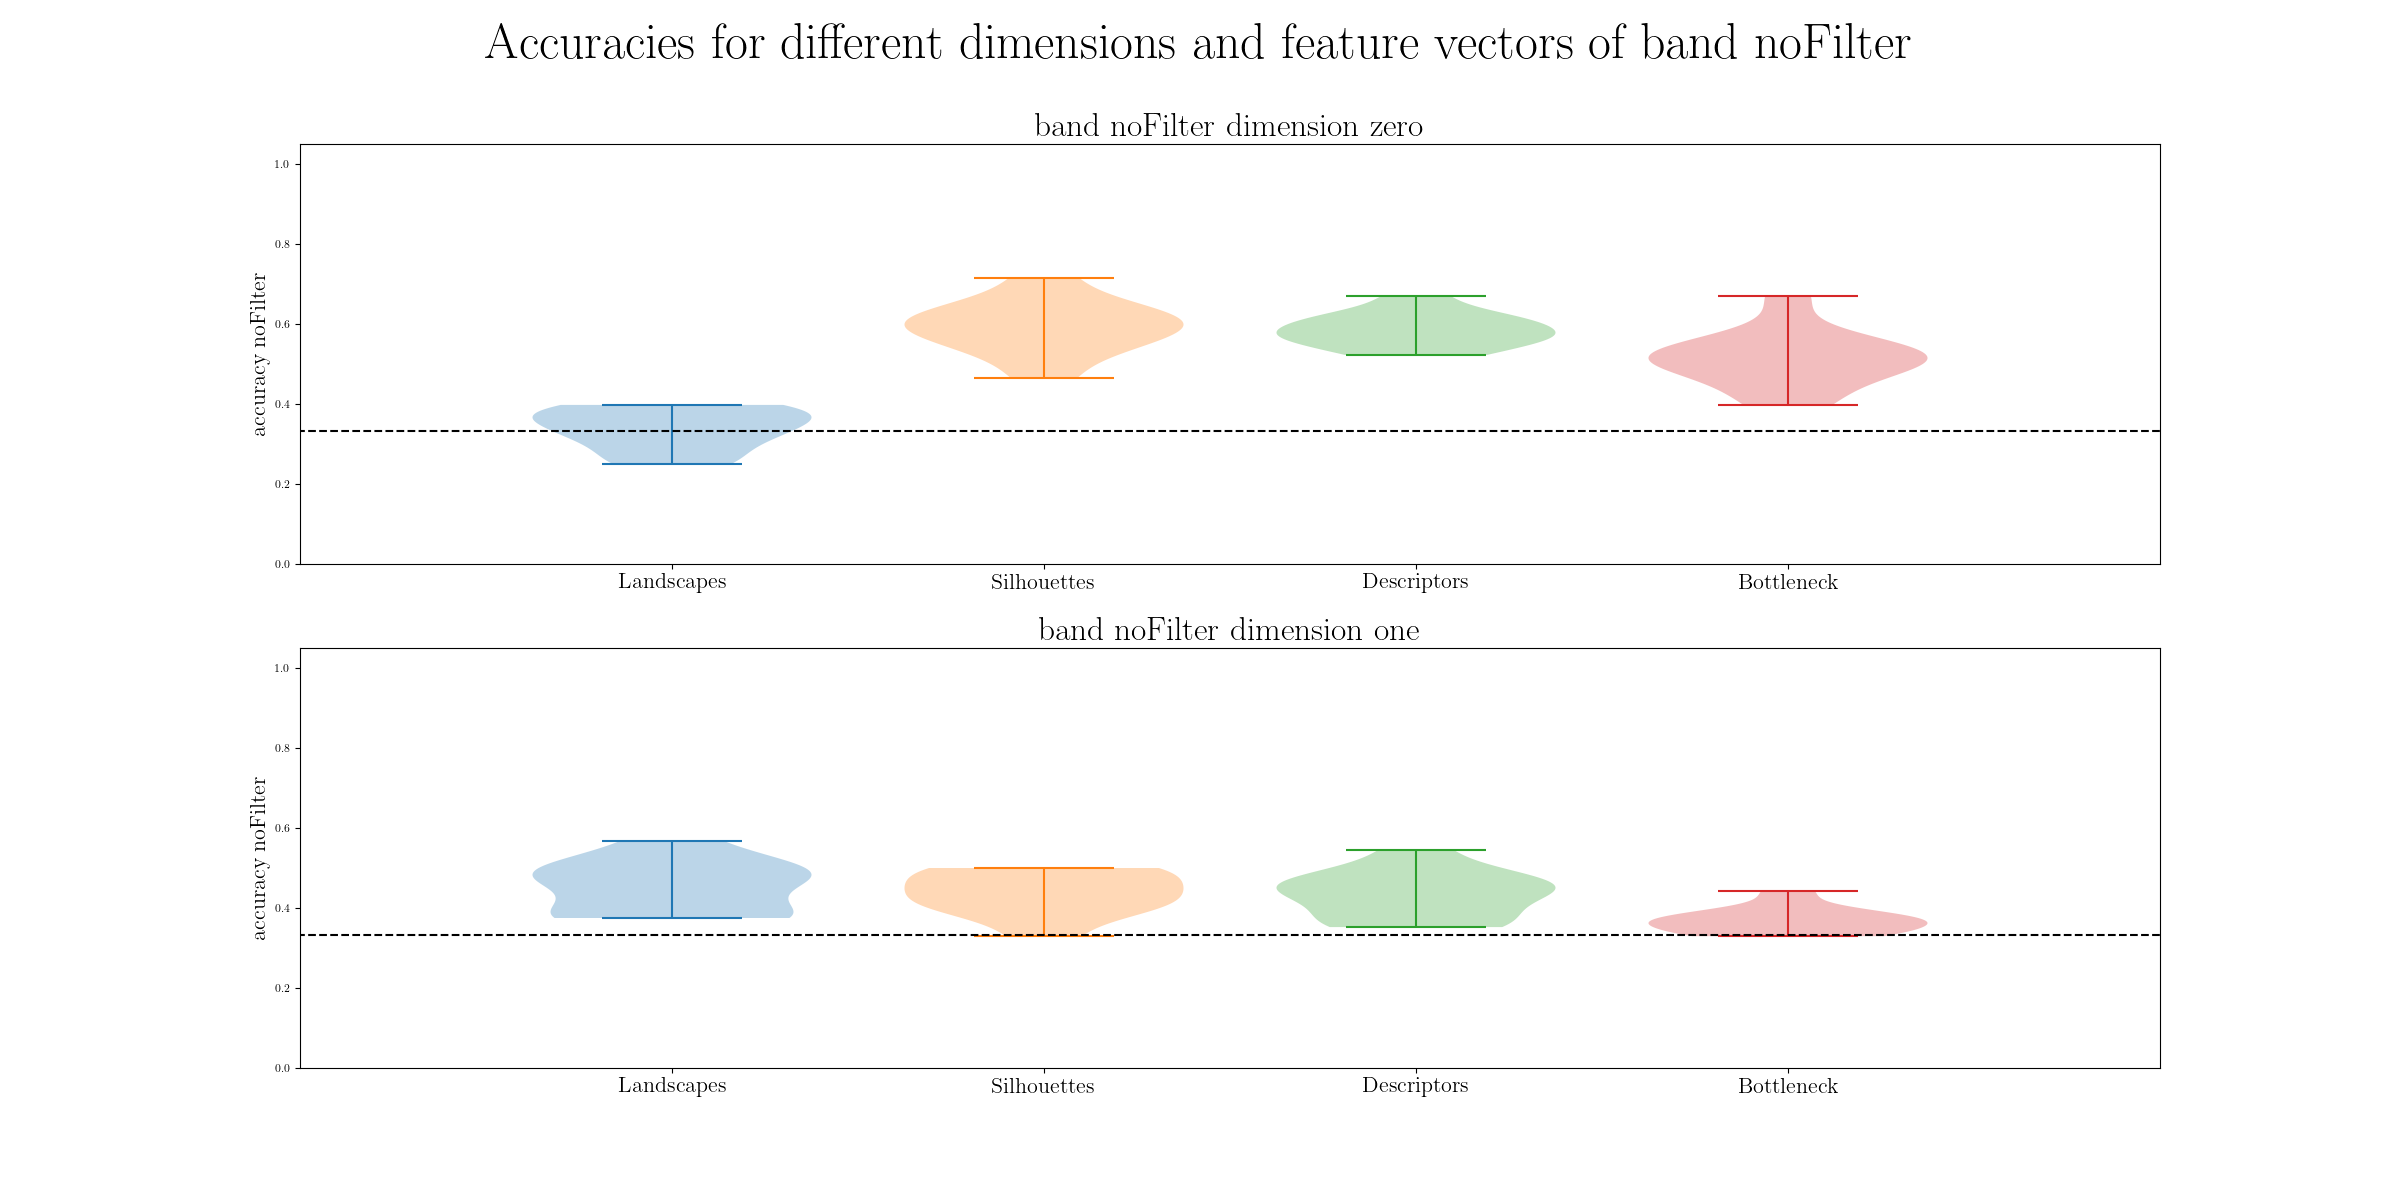 Accuracies for different dimensions and feature vectors of band noFilter
band noFilter dimension zero
accuracy noFilter
1.0
0.8
0.6
0.4
0.2
0.0
Landscapes Silhouettes Descriptors Bottleneck
band noFilter dimension one
accuracy noFilter
1.0
0.8
0.6
0.4
0.2
0.0
Landscapes Silhouettes Descriptors Bottleneck